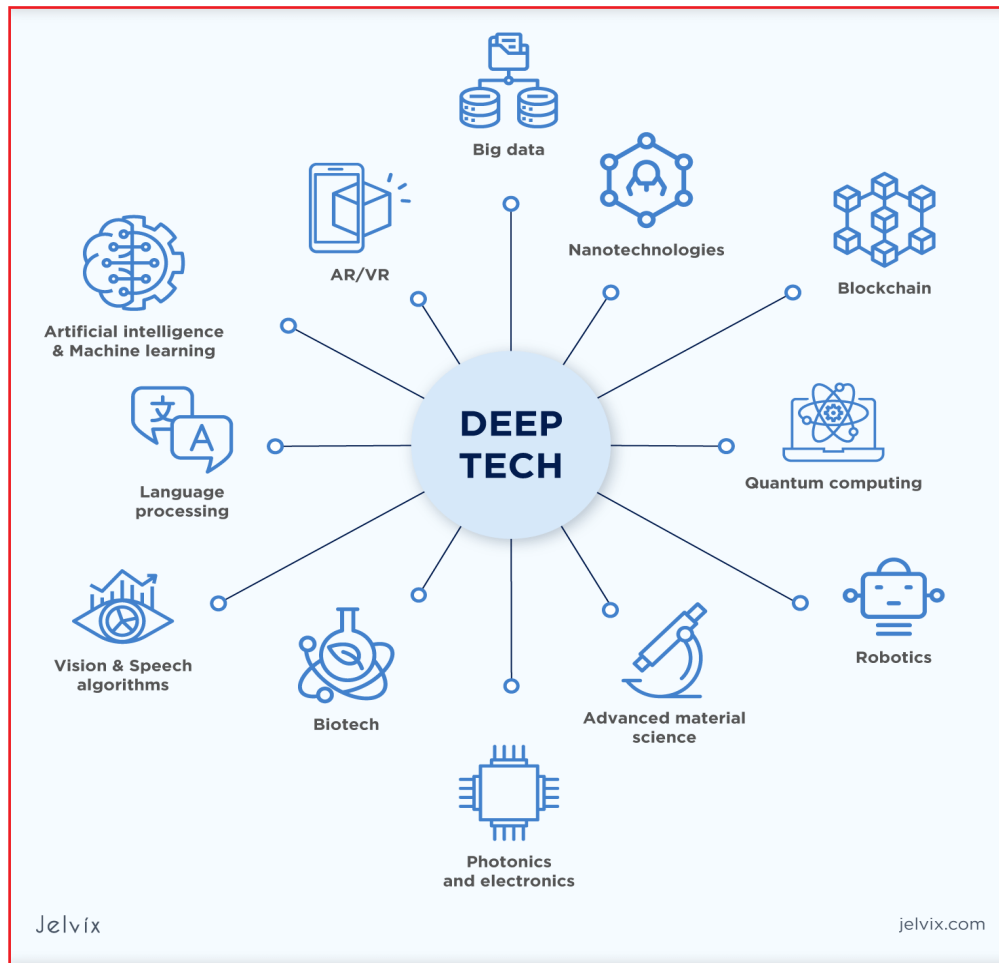 Big data
Nanotechnologies
AR/VR
Blockchain
Artificial intelligence
& Machine learning
DEEP
TECH
文
A
Language
processing
Quantum computing
Vision & Speech
algorithms
Robotics
Biotech
Advanced material
science
Photonics
and electronics
Jelvix
jelvix.com